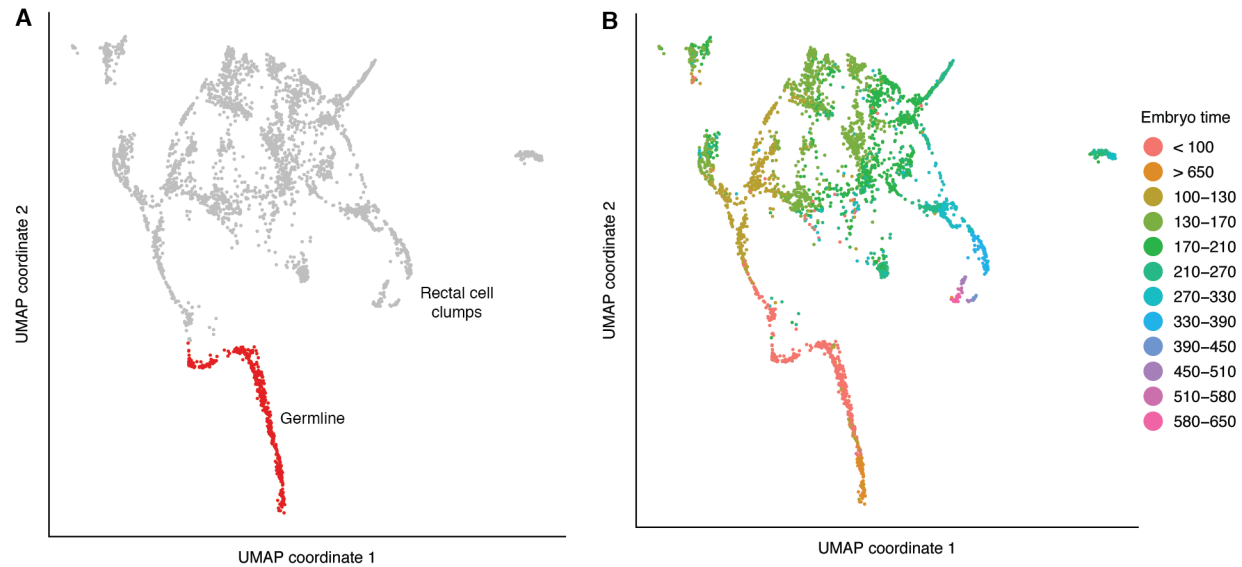 A
UMAP coordinate 2
Rectal cell
clumps
Germline
UMAP coordinate 1
B
UMAP coordinate 2
UMAP coordinate 1
Embryo time
< 100
> 650
100–130
130–170
170–210
210–270
270–330
330–390
390–450
450–510
510–580
580–650